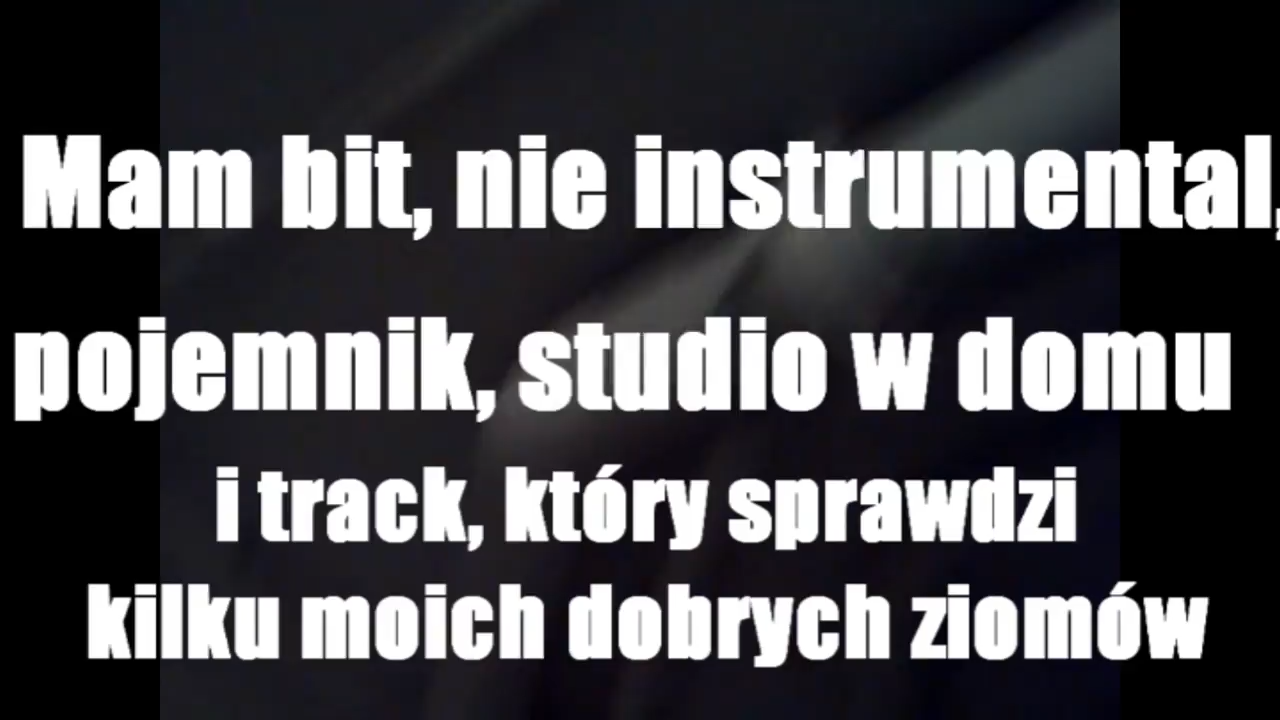 Mam bit, nie instrumental,
pojemnik, studio w domu
i track, który sprawdzi
kilku moich dobrych ziomów